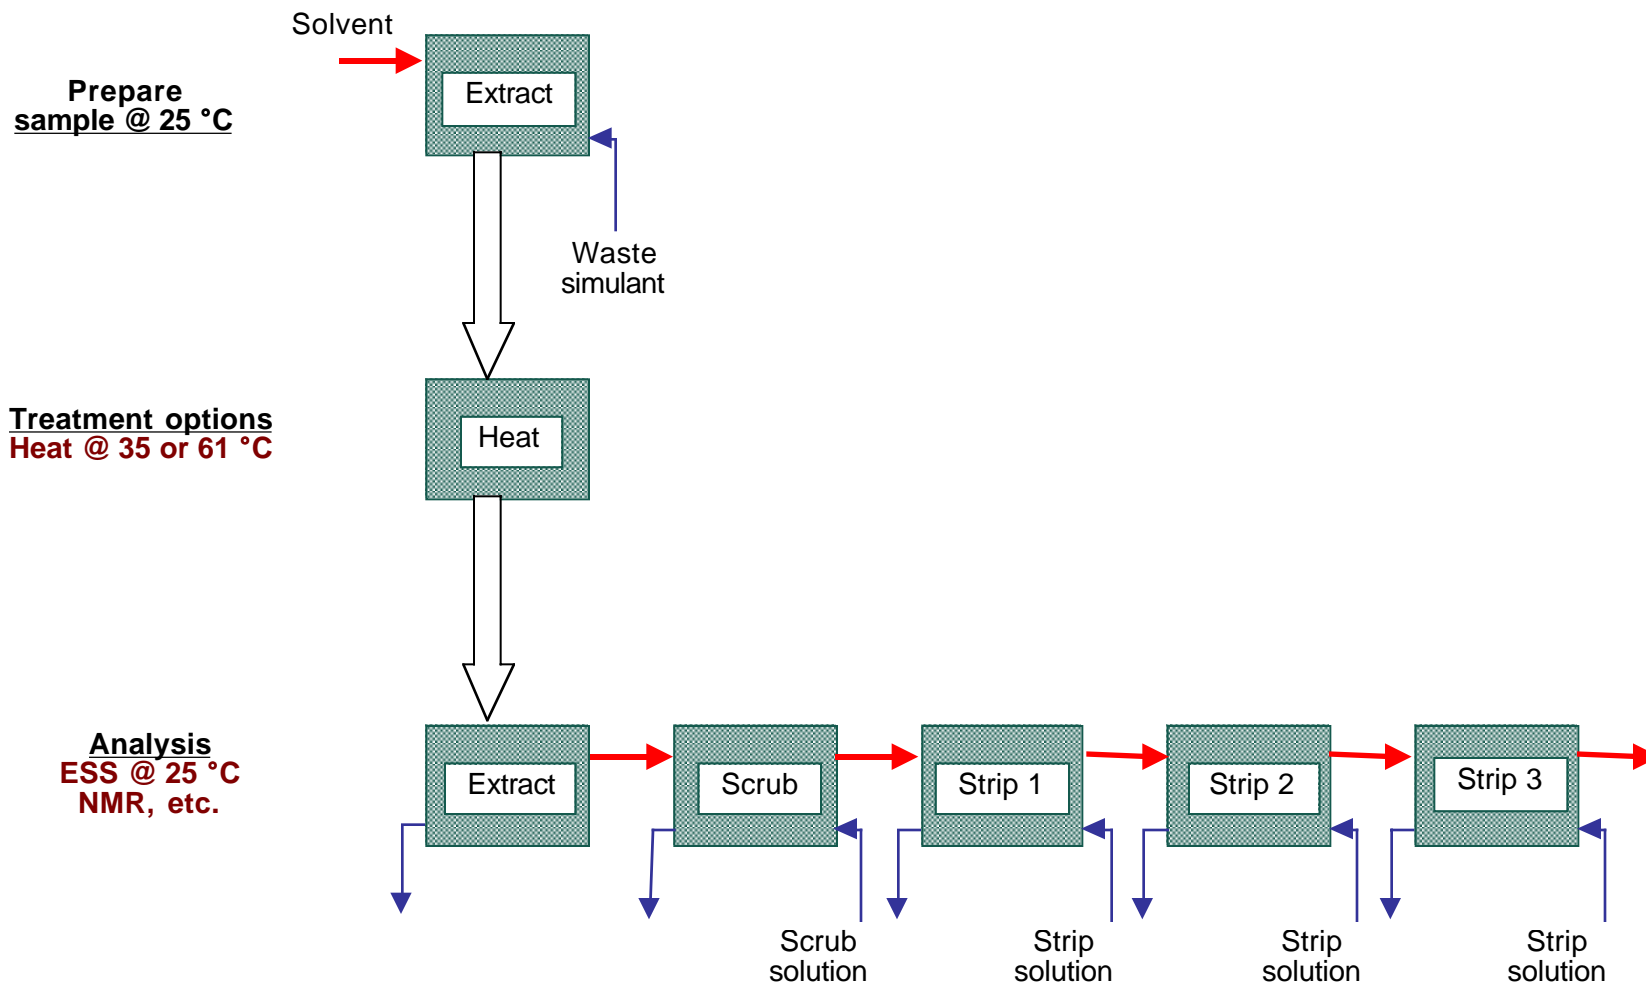 Solvent
Prepare
sample @ 25 °C
Extract
Waste
simulant
Treatment options
Heat @ 35 or 61 °C
Heat
Analysis
ESS @ 25 °C
NMR, etc.
Extract
Scrub
Strip 1
Strip 2
Strip 3
Scrub
solution
Strip
solution
Strip
solution
Strip
solution